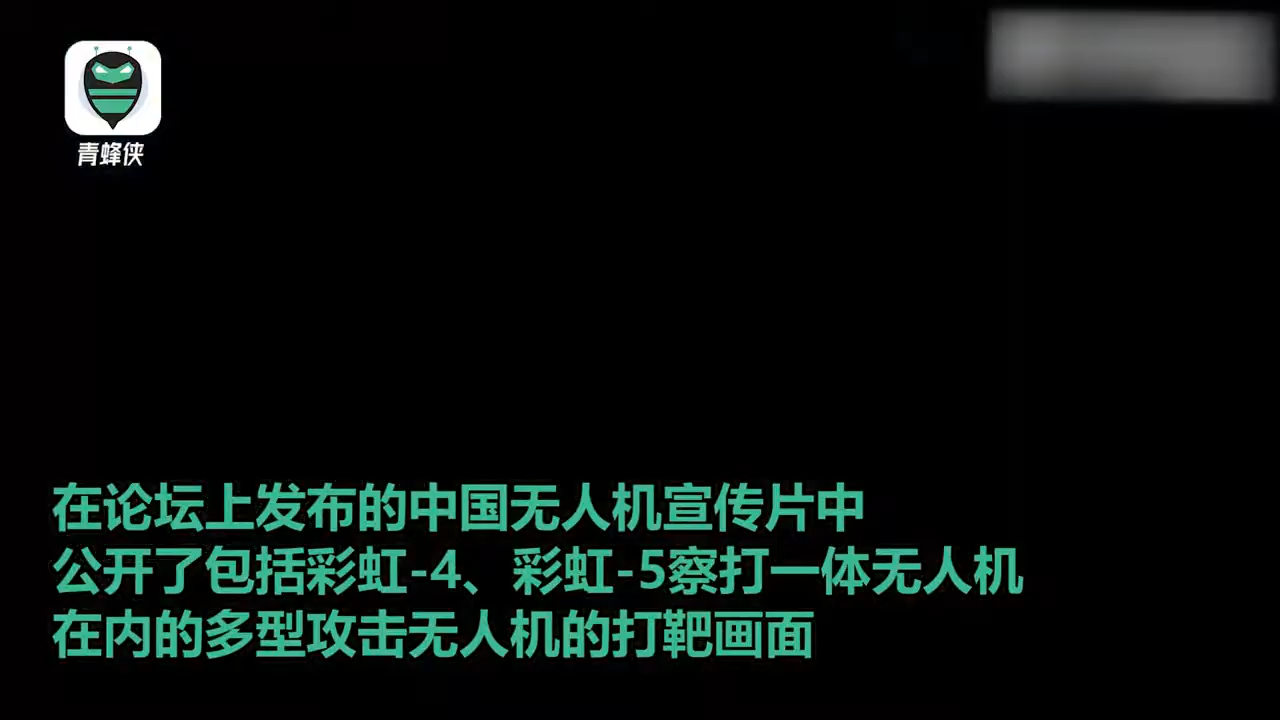 青蜂侠
在论坛上发布的中国无人机宣传片中
公开了包括彩虹-4、彩虹-5察打一体无人机
在内的多型攻击无人机的打靶画面